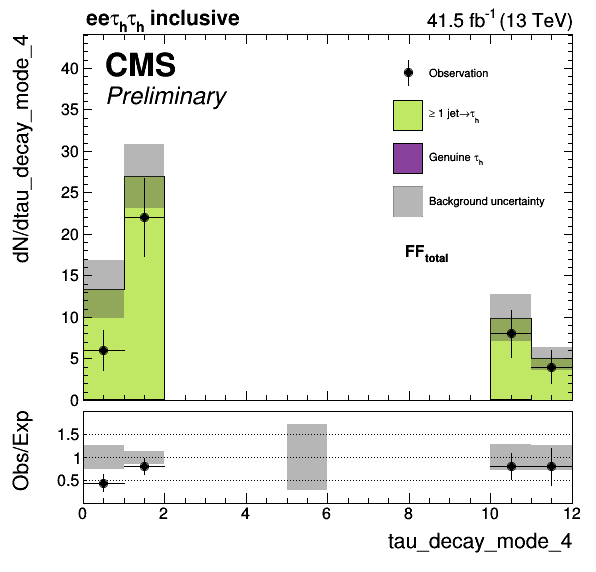 eeτhτh inclusive
41.5 fb⁻¹ (13 TeV)
CMS
Preliminary
Observation
≥ 1 jet→τh
Genuine τh
Background uncertainty
FFtotal
dN/dtau_decay_mode_4
40
35
30
25
20
15
10
5
0
Obs/Exp
1.5
1
0.5
0 2 4 6 8 10 12
tau_decay_mode_4